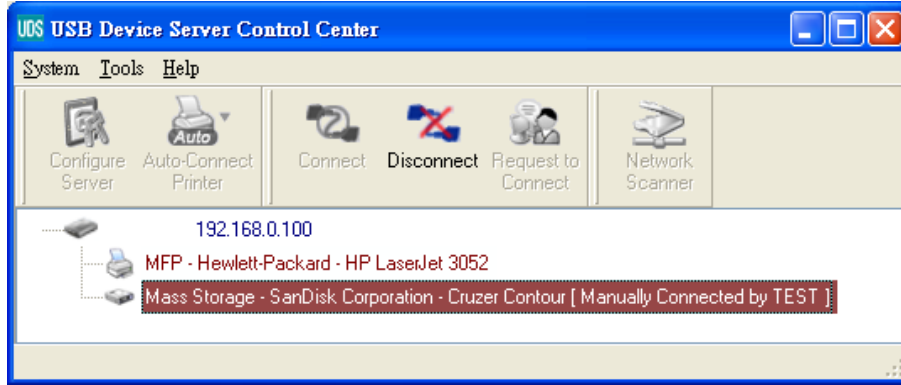 UDS USB Device Server Control Center
System Tools Help
Auto
Configure Server
Auto-Connect Printer
Connect
Disconnect
Request to Connect
Network Scanner
192.168.0.100
MFP - Hewlett-Packard - HP LaserJet 3052
Mass Storage - SanDisk Corporation - Cruzer Contour [ Manually Connected by TEST ]